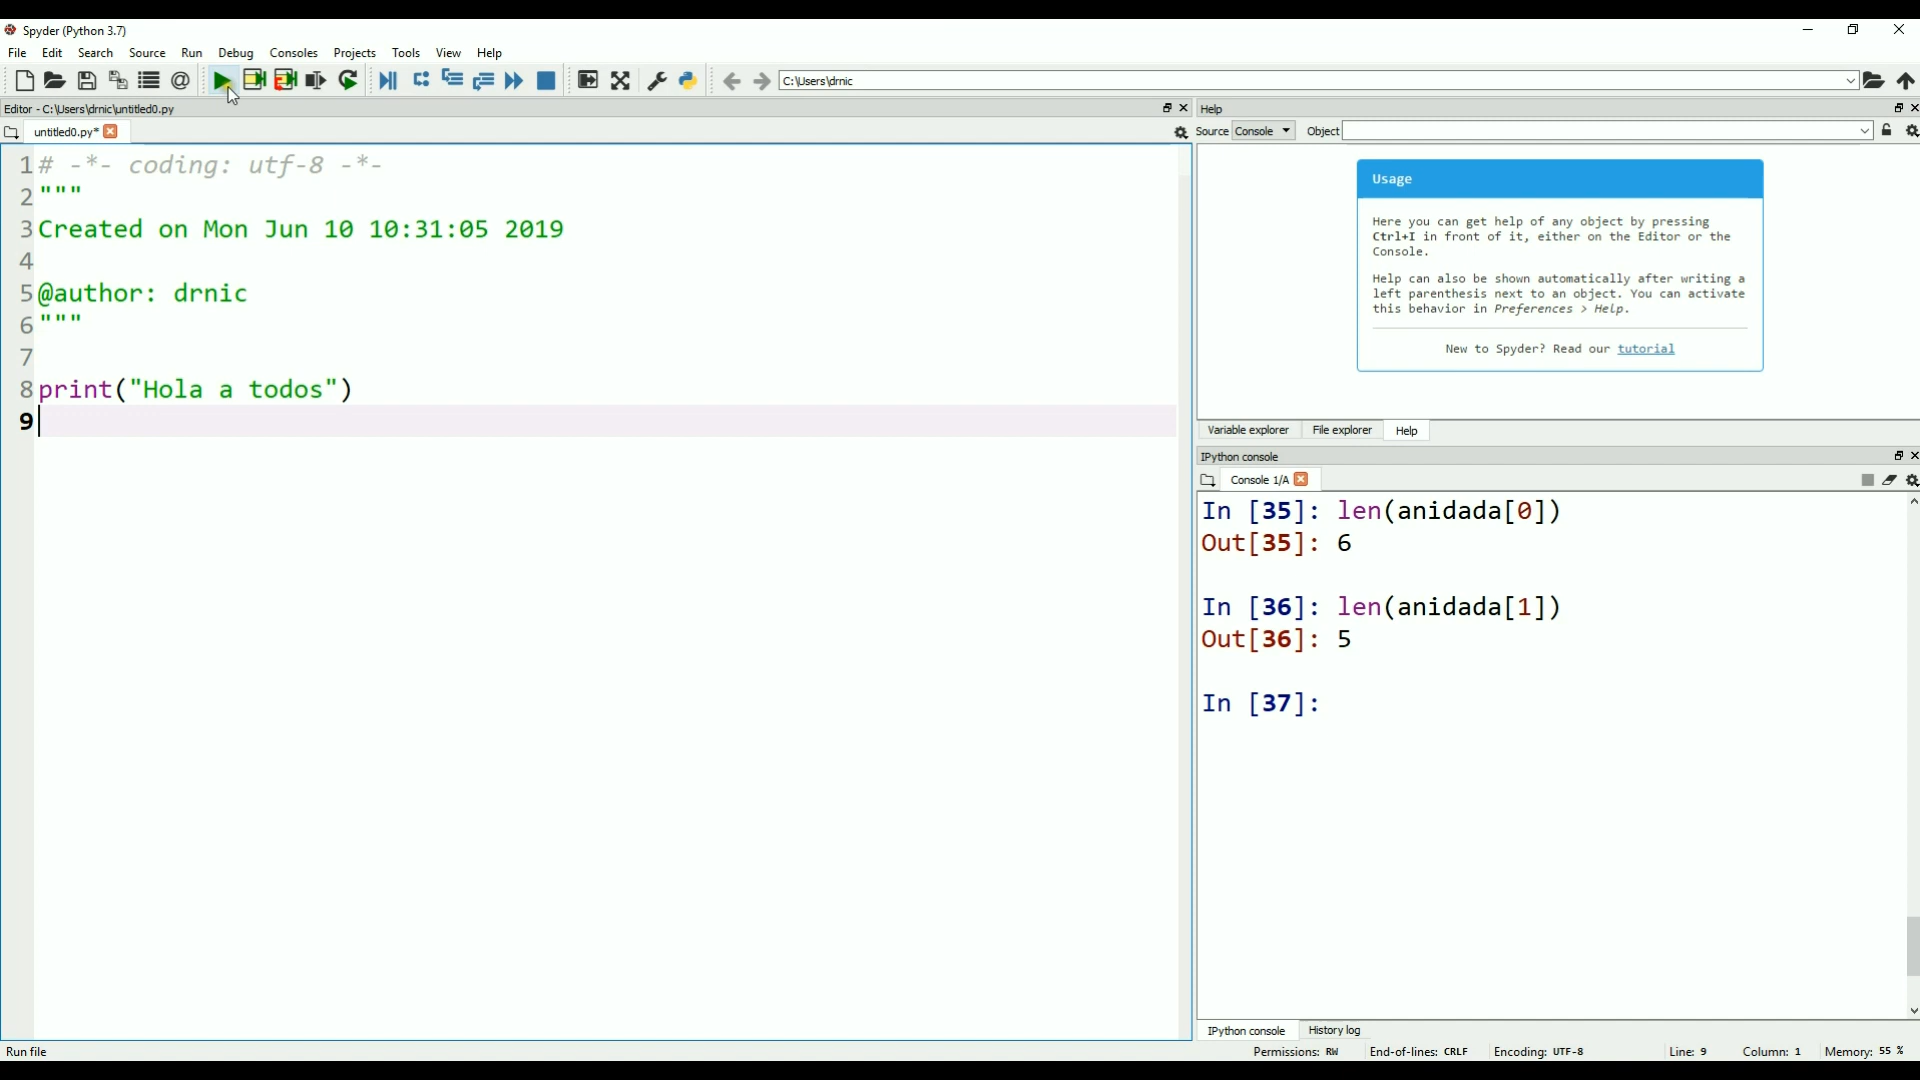 Spyder (Python 3.7)
File Edit Search Source Run Debug Consoles Projects Tools View Help
C:\Users\drnic
Editor - C:\Users\drnic\untitled0.py
untitled0.py*
1 # -*- coding: utf-8 -*-
2 """
3 Created on Mon Jun 10 10:31:05 2019
4
5 @author: drnic
6 """
7
8 print("Hola a todos")
9
Help
Source Console Object
Usage
Here you can get help of any object by pressing
Ctrl+I in front of it, either on the Editor or the
Console.
Help can also be shown automatically after writing a
left parenthesis next to an object. You can activate
this behavior in Preferences > Help.
New to Spyder? Read our tutorial
Variable explorer File explorer Help
IPython console
Console 1/A
In [35]: len(anidada[0])
Out[35]: 6
In [36]: len(anidada[1])
Out[36]: 5
In [37]:
IPython console History log
Run file Permissions: RW End-of-lines: CRLF Encoding: UTF-8 Line: 9 Column: 1 Memory: 55 %